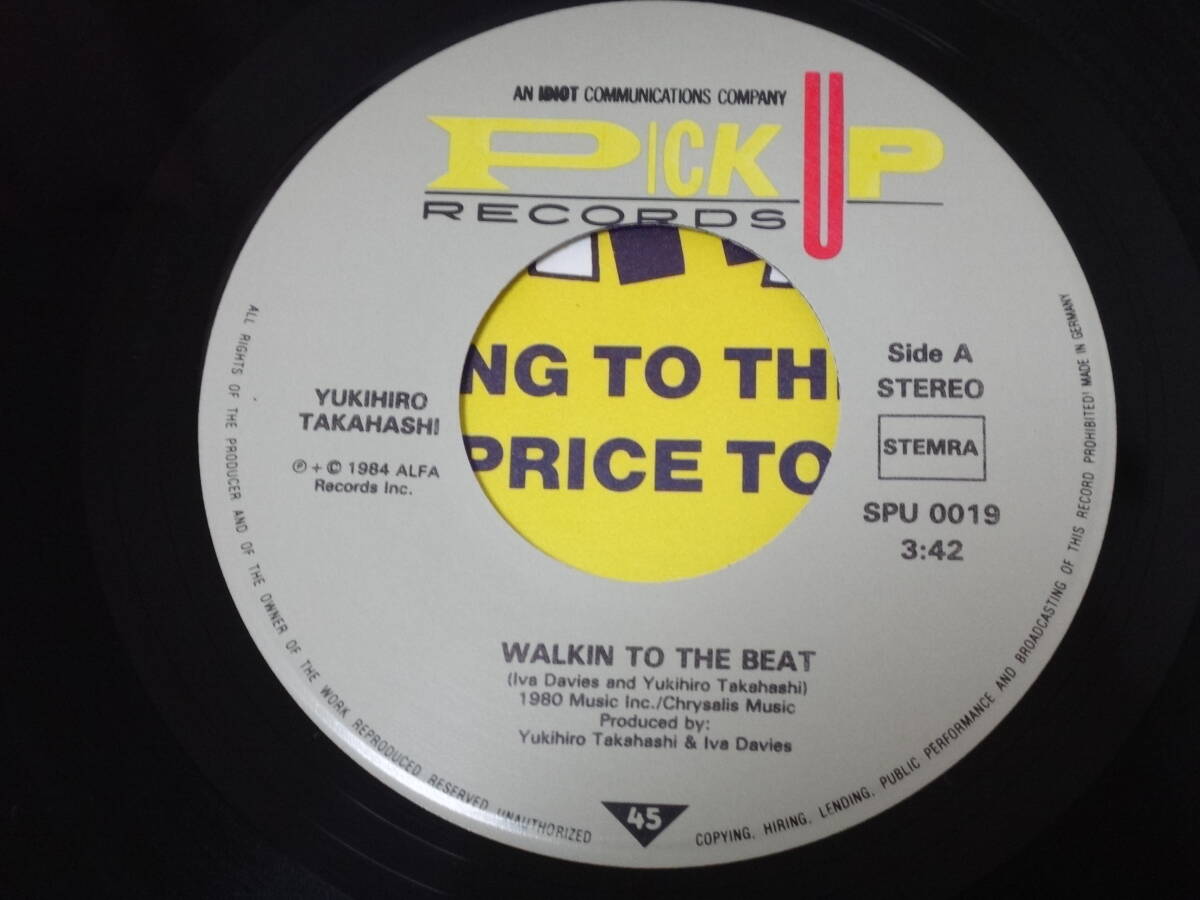 AN IDIOT COMMUNICATIONS COMPANY
PICK UP
RECORDS
NG TO TH
PRICE TO
YUKIHIRO
TAKAHASHI
℗ + © 1984 ALFA
Records Inc.
Side A
STEREO
STEMRA
SPU 0019
3:42
WALKIN TO THE BEAT
(Iva Davies and Yukihiro Takahashi)
1980 Music Inc./Chrysalis Music
Produced by:
Yukihiro Takahashi & Iva Davies
45
ALL RIGHTS OF THE PRODUCER AND OF THE OWNER OF THE WORK REPRODUCED RESERVED UNAUTHORIZED COPYING, HIRING, LENDING, PUBLIC PERFORMANCE AND BROADCASTING OF THIS RECORD PROHIBITED! MADE IN GERMANY